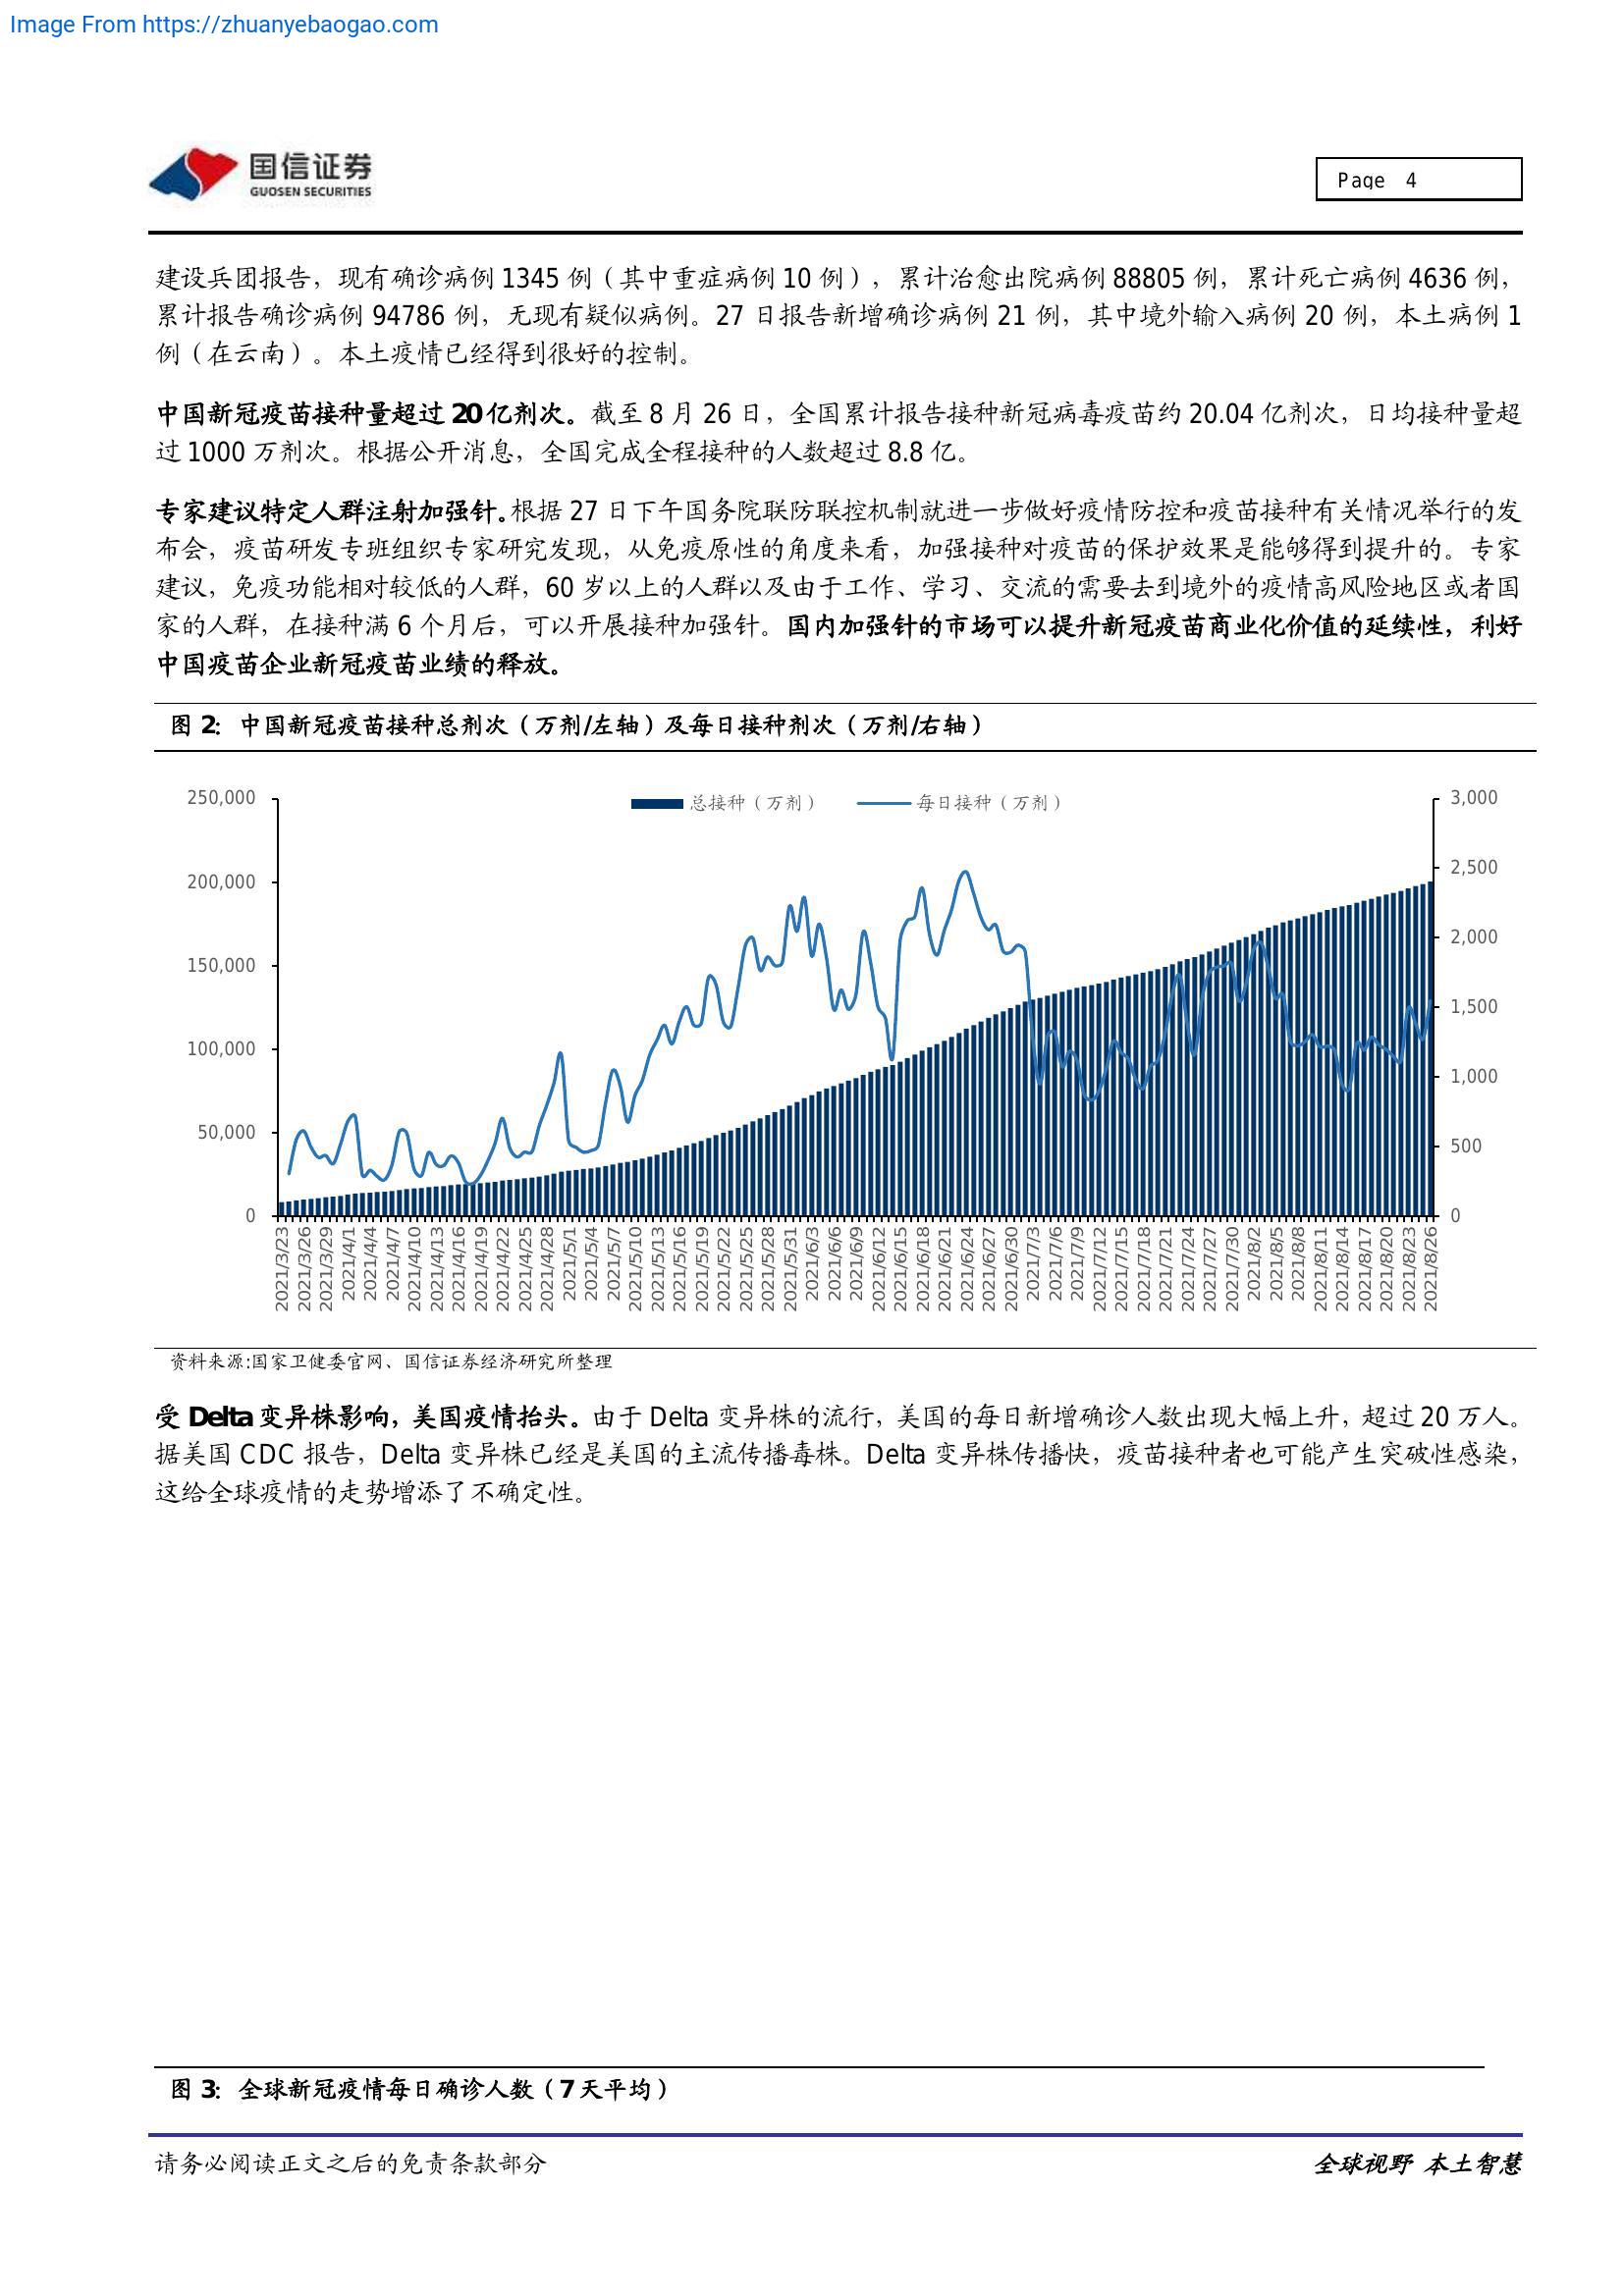 Image From https://zhuanyebaogao.com
国信证券
GUOSEN SECURITIES
Page 4
建设兵团报告，现有确诊病例 1345 例（其中重症病例 10 例），累计治愈出院病例 88805 例，累计死亡病例 4636 例，
累计报告确诊病例 94786 例，无现有疑似病例。27 日报告新增确诊病例 21 例，其中境外输入病例 20 例，本土病例 1
例（在云南）。本土疫情已经得到很好的控制。
中国新冠疫苗接种量超过 20 亿剂次。截至 8 月 26 日，全国累计报告接种新冠病毒疫苗约 20.04 亿剂次，日均接种量超
过 1000 万剂次。根据公开消息，全国完成全程接种的人数超过 8.8 亿。
专家建议特定人群注射加强针。根据 27 日下午国务院联防联控机制就进一步做好疫情防控和疫苗接种有关情况举行的发
布会，疫苗研发专班组织专家研究发现，从免疫原性的角度来看，加强接种对疫苗的保护效果是能够得到提升的。专家
建议，免疫功能相对较低的人群，60 岁以上的人群以及由于工作、学习、交流的需要去到境外的疫情高风险地区或者国
家的人群，在接种满 6 个月后，可以开展接种加强针。国内加强针的市场可以提升新冠疫苗商业化价值的延续性，利好
中国疫苗企业新冠疫苗业绩的释放。
图 2：中国新冠疫苗接种总剂次（万剂/左轴）及每日接种剂次（万剂/右轴）
总接种（万剂） 每日接种（万剂）
250,000
200,000
150,000
100,000
50,000
0
3,000
2,500
2,000
1,500
1,000
500
0
2021/3/23
2021/3/26
2021/3/29
2021/4/1
2021/4/4
2021/4/7
2021/4/10
2021/4/13
2021/4/16
2021/4/19
2021/4/22
2021/4/25
2021/4/28
2021/5/1
2021/5/4
2021/5/7
2021/5/10
2021/5/13
2021/5/16
2021/5/19
2021/5/22
2021/5/25
2021/5/28
2021/5/31
2021/6/3
2021/6/6
2021/6/9
2021/6/12
2021/6/15
2021/6/18
2021/6/21
2021/6/24
2021/6/27
2021/6/30
2021/7/3
2021/7/6
2021/7/9
2021/7/12
2021/7/15
2021/7/18
2021/7/21
2021/7/24
2021/7/27
2021/7/30
2021/8/2
2021/8/5
2021/8/8
2021/8/11
2021/8/14
2021/8/17
2021/8/20
2021/8/23
2021/8/26
资料来源:国家卫健委官网、国信证券经济研究所整理
受 Delta 变异株影响，美国疫情抬头。由于 Delta 变异株的流行，美国的每日新增确诊人数出现大幅上升，超过 20 万人。
据美国 CDC 报告，Delta 变异株已经是美国的主流传播毒株。Delta 变异株传播快，疫苗接种者也可能产生突破性感染，
这给全球疫情的走势增添了不确定性。
图 3：全球新冠疫情每日确诊人数（7 天平均）
请务必阅读正文之后的免责条款部分
全球视野 本土智慧